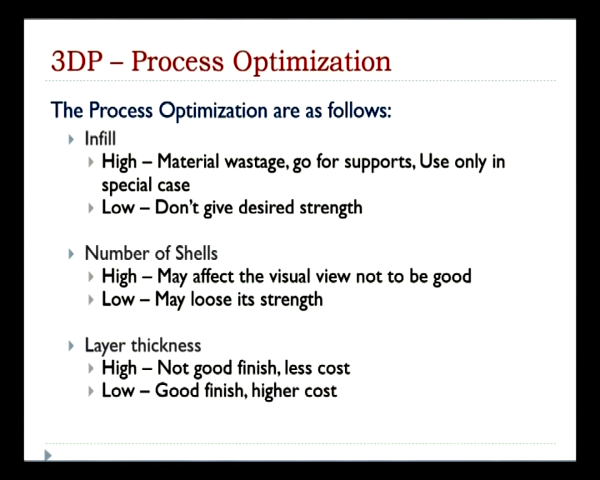 3DP – Process Optimization
The Process Optimization are as follows:
Infill
High – Material wastage, go for supports, Use only in
special case
Low – Don't give desired strength
Number of Shells
High – May affect the visual view not to be good
Low – May loose its strength
Layer thickness
High – Not good finish, less cost
Low – Good finish, higher cost